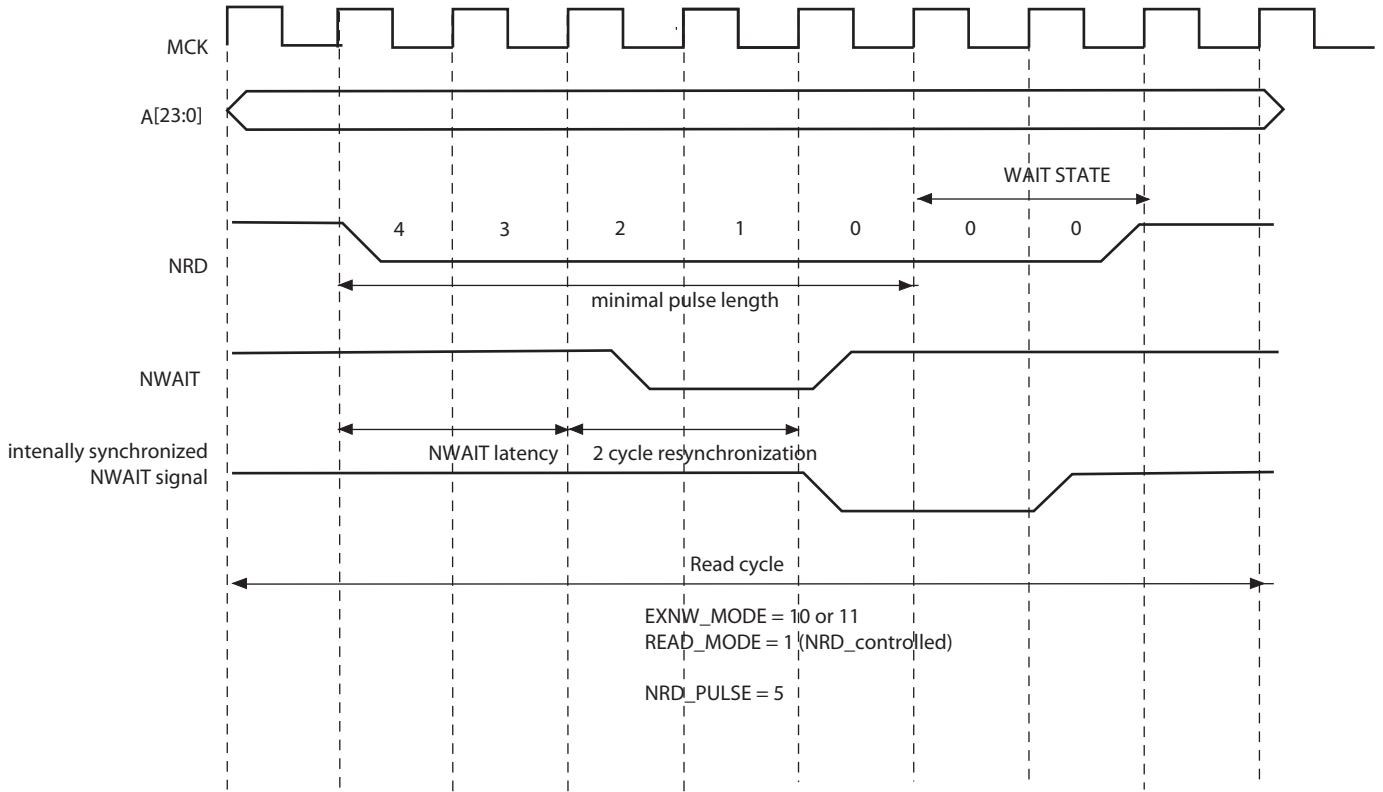 MCK
A[23:0]
WAIT STATE
4 3 2 1 0 0 0
NRD
minimal pulse length
NWAIT
intenally synchronized
NWAIT signal
NWAIT latency
2 cycle resynchronization
Read cycle
EXNW_MODE = 10 or 11
READ_MODE = 1 (NRD_controlled)
NRD_PULSE = 5